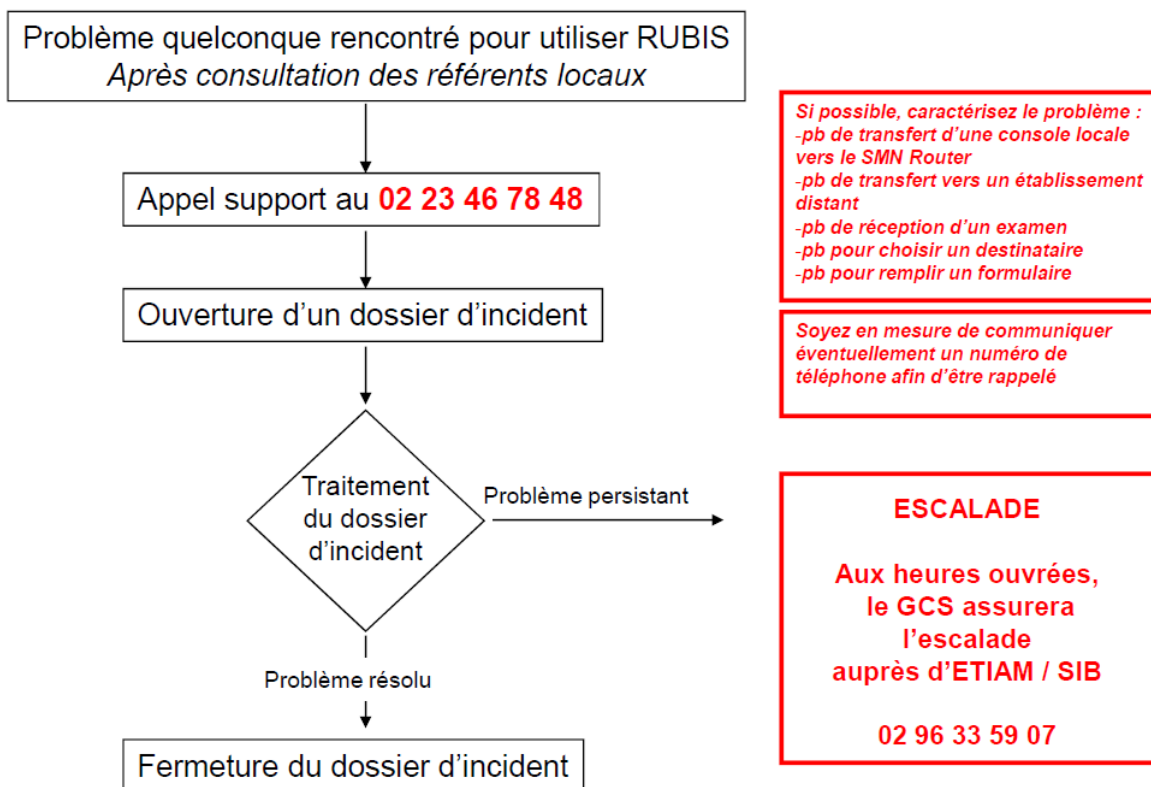 Problème quelconque rencontré pour utiliser RUBIS
Après consultation des référents locaux
Appel support au 02 23 46 78 48
Ouverture d'un dossier d'incident
Traitement
du dossier
d'incident
Problème persistant
Problème résolu
Fermeture du dossier d'incident
Si possible, caractérisez le problème :
-pb de transfert d'une console locale
vers le SMN Router
-pb de transfert vers un établissement
distant
-pb de réception d'un examen
-pb pour choisir un destinataire
-pb pour remplir un formulaire
Soyez en mesure de communiquer
éventuellement un numéro de
téléphone afin d'être rappelé
ESCALADE
Aux heures ouvrées,
le GCS assurera
l'escalade
auprès d'ETIAM / SIB
02 96 33 59 07